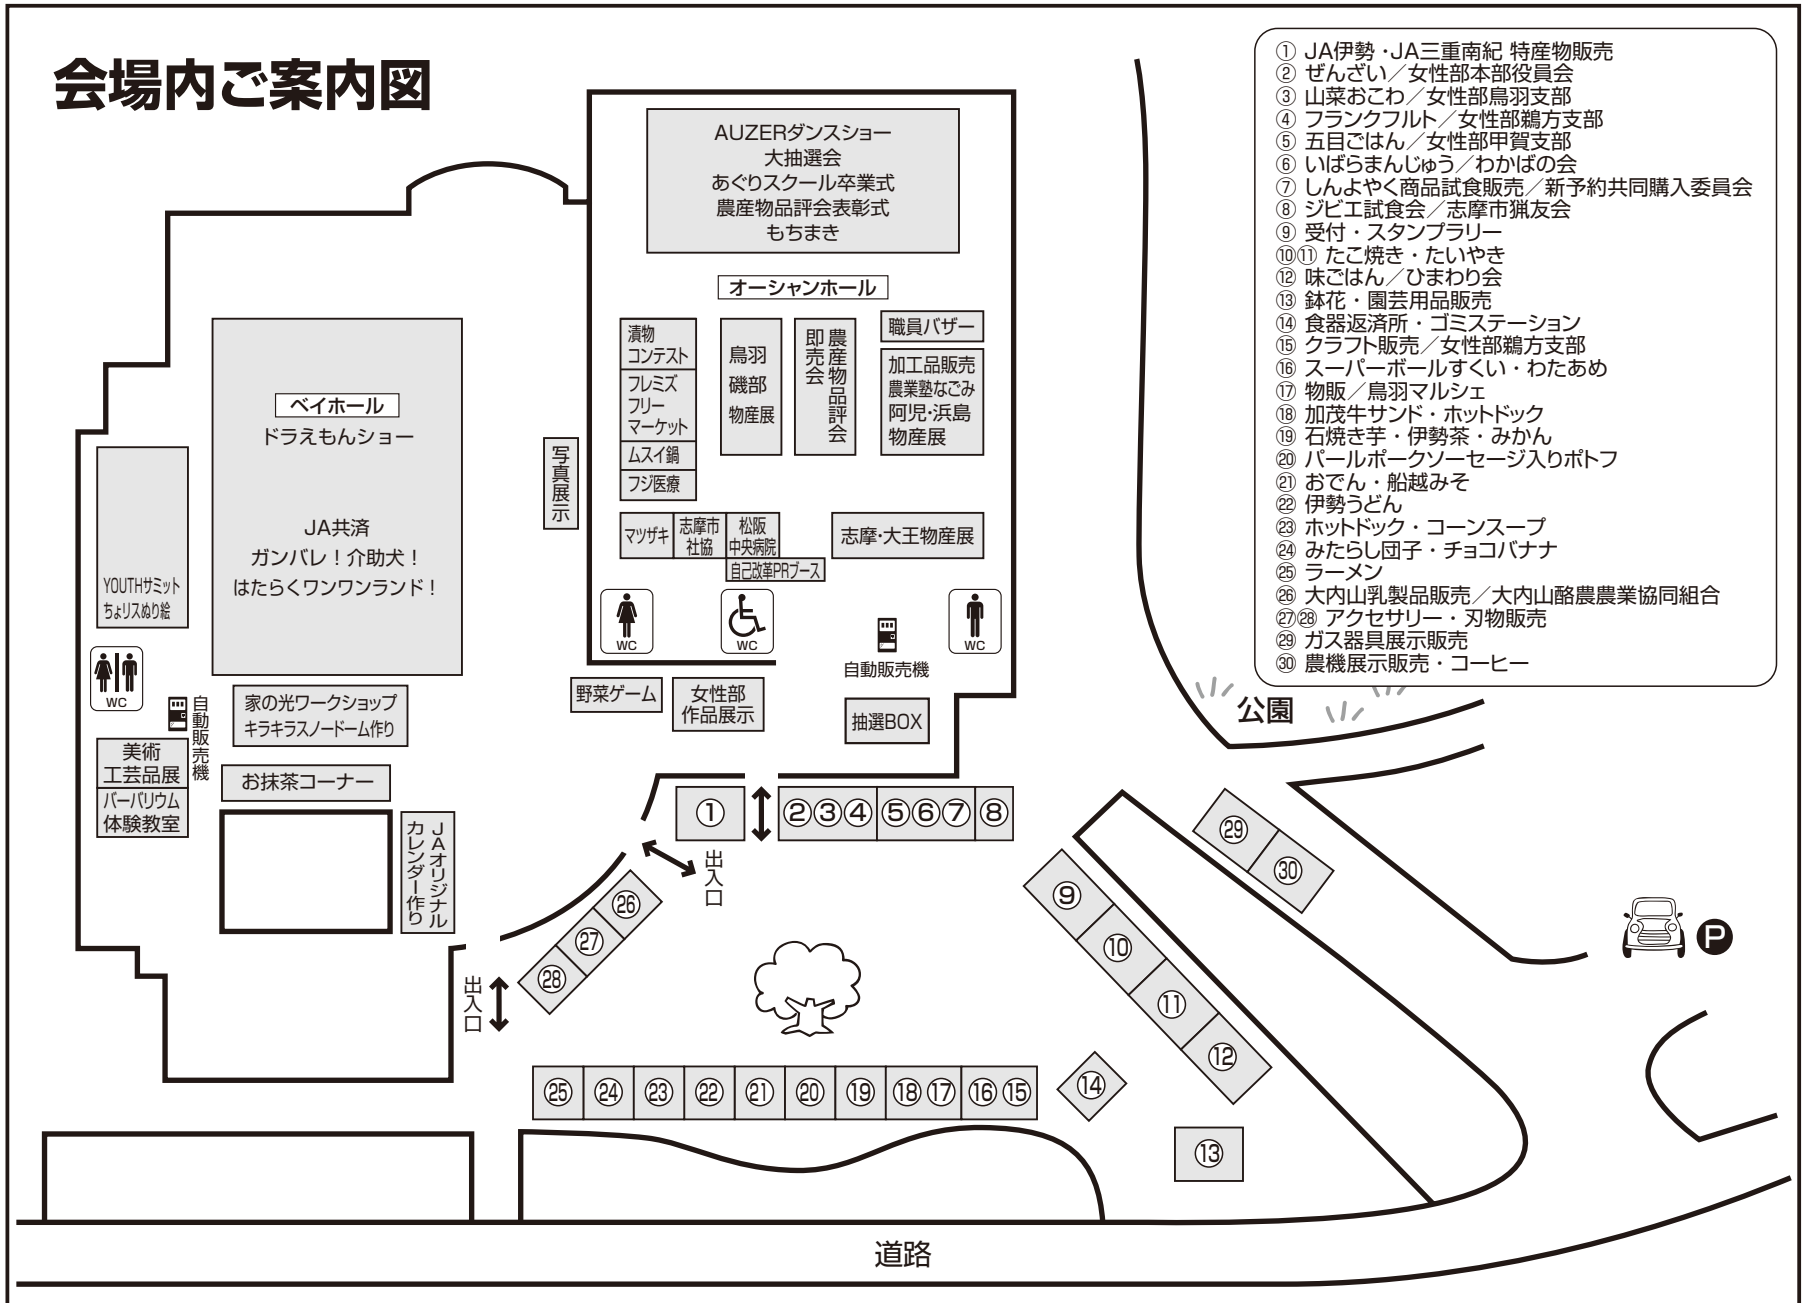 会場内ご案内図
① JA伊勢・JA三重南紀 特産物販売
② ぜんざい／女性部本部役員会
③ 山菜おこわ／女性部鳥羽支部
④ フランクフルト／女性部鵜方支部
⑤ 五目ごはん／女性部甲賀支部
⑥ いばらまんじゅう／わかばの会
⑦ しんよやく商品試食販売／新予約共同購入委員会
⑧ ジビエ試食会／志摩市猟友会
⑨ 受付・スタンプラリー
⑩⑪ たこ焼き・たいやき
⑫ 味ごはん／ひまわり会
⑬ 鉢花・園芸用品販売
⑭ 食器返済所・ゴミステーション
⑮ クラフト販売／女性部鵜方支部
⑯ スーパーボールすくい・わたあめ
⑰ 物販／鳥羽マルシェ
⑱ 加茂牛サンド・ホットドック
⑲ 石焼き芋・伊勢茶・みかん
⑳ パールポークソーセージ入りポトフ
㉑ おでん・船越みそ
㉒ 伊勢うどん
㉓ ホットドック・コーンスープ
㉔ みたらし団子・チョコバナナ
㉕ ラーメン
㉖ 大内山乳製品販売／大内山酪農農業協同組合
㉗㉘ アクセサリー・刃物販売
㉙ ガス器具展示販売
㉚ 農機展示販売・コーヒー
AUZERダンスショー
大抽選会
あぐりスクール卒業式
農産物品評会表彰式
もちまき
オーシャンホール
漬物
コンテスト
フレミズ
フリー
マーケット
ムスイ鍋
フジ医療
鳥羽
磯部
物産展
農産物品評会
即売会
職員バザー
加工品販売
農業塾なごみ
阿児・浜島
物産展
マツザキ
志摩市
社協
松阪
中央病院
自己改革PRブース
志摩・大王物産展
WC
WC
自動販売機
WC
写真展示
野菜ゲーム
女性部
作品展示
抽選BOX
ベイホール
ドラえもんショー
JA共済
ガンバレ！介助犬！
はたらくワンワンランド！
YOUTHサミット
ちょリスぬり絵
WC
自動販売機
家の光ワークショップ
キラキラスノードーム作り
美術
工芸品展
バーバリウム
体験教室
お抹茶コーナー
JAオリジナル
カレンダー作り
出入口
出入口
① ②③④ ⑤⑥⑦ ⑧
㉖
㉗
㉘
⑨
⑩
⑪
⑫
⑬
⑭
㉕ ㉔ ㉓ ㉒ ㉑ ⑳ ⑲ ⑱⑰ ⑯⑮
㉙
㉚
公園
P
道路